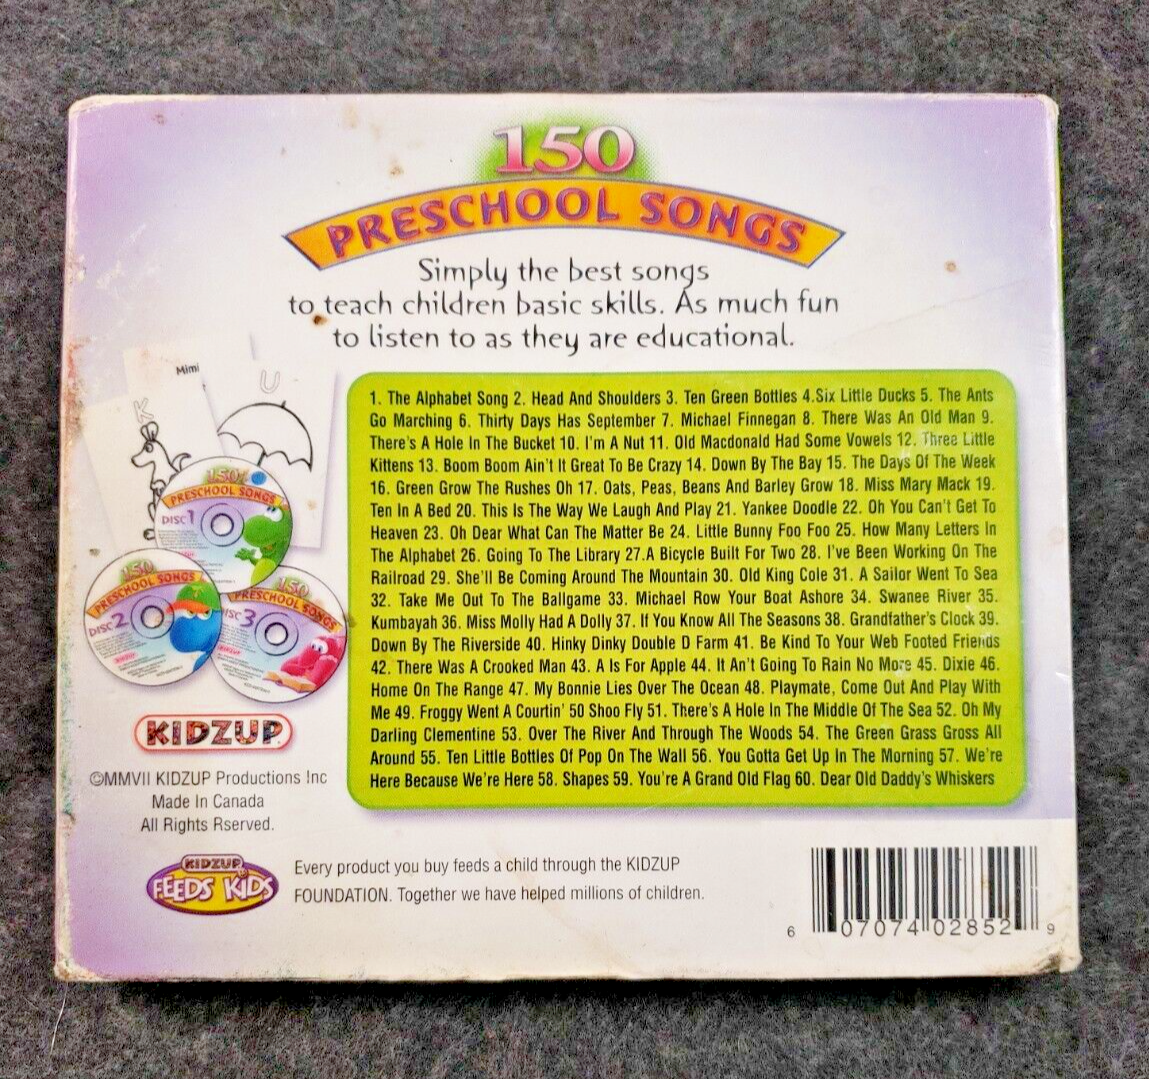 150
PRESCHOOL SONGS
Simply the best songs
to teach children basic skills. As much fun
to listen to as they are educational.
Mimi
K
U
1. The Alphabet Song 2. Head And Shoulders 3. Ten Green Bottles 4.Six Little Ducks 5. The Ants
Go Marching 6. Thirty Days Has September 7. Michael Finnegan 8. There Was An Old Man 9.
There's A Hole In The Bucket 10. I'm A Nut 11. Old Macdonald Had Some Vowels 12. Three Little
Kittens 13. Boom Boom Ain't It Great To Be Crazy 14. Down By The Bay 15. The Days Of The Week
16. Green Grow The Rushes Oh 17. Oats, Peas, Beans And Barley Grow 18. Miss Mary Mack 19.
Ten In A Bed 20. This Is The Way We Laugh And Play 21. Yankee Doodle 22. Oh You Can't Get To
Heaven 23. Oh Dear What Can The Matter Be 24. Little Bunny Foo Foo 25. How Many Letters In
The Alphabet 26. Going To The Library 27.A Bicycle Built For Two 28. I've Been Working On The
Railroad 29. She'll Be Coming Around The Mountain 30. Old King Cole 31. A Sailor Went To Sea
32. Take Me Out To The Ballgame 33. Michael Row Your Boat Ashore 34. Swanee River 35.
Kumbayah 36. Miss Molly Had A Dolly 37. If You Know All The Seasons 38. Grandfather's Clock 39.
Down By The Riverside 40. Hinky Dinky Double D Farm 41. Be Kind To Your Web Footed Friends
42. There Was A Crooked Man 43. A Is For Apple 44. It An't Going To Rain No More 45. Dixie 46.
Home On The Range 47. My Bonnie Lies Over The Ocean 48. Playmate, Come Out And Play With
Me 49. Froggy Went A Courtin' 50 Shoo Fly 51. There's A Hole In The Middle Of The Sea 52. Oh My
Darling Clementine 53. Over The River And Through The Woods 54. The Green Grass Gross All
Around 55. Ten Little Bottles Of Pop On The Wall 56. You Gotta Get Up In The Morning 57. We're
Here Because We're Here 58. Shapes 59. You're A Grand Old Flag 60. Dear Old Daddy's Whiskers
150
PRESCHOOL SONGS
DISC 1
150
PRESCHOOL SONGS
DISC 2
150
PRESCHOOL SONGS
DISC 3
KIDZUP
©MMVII KIDZUP Productions Inc
Made In Canada
All Rights Rserved.
KIDZUP
FEEDS KIDS
Every product you buy feeds a child through the KIDZUP
FOUNDATION. Together we have helped millions of children.
6 07074 02852 9